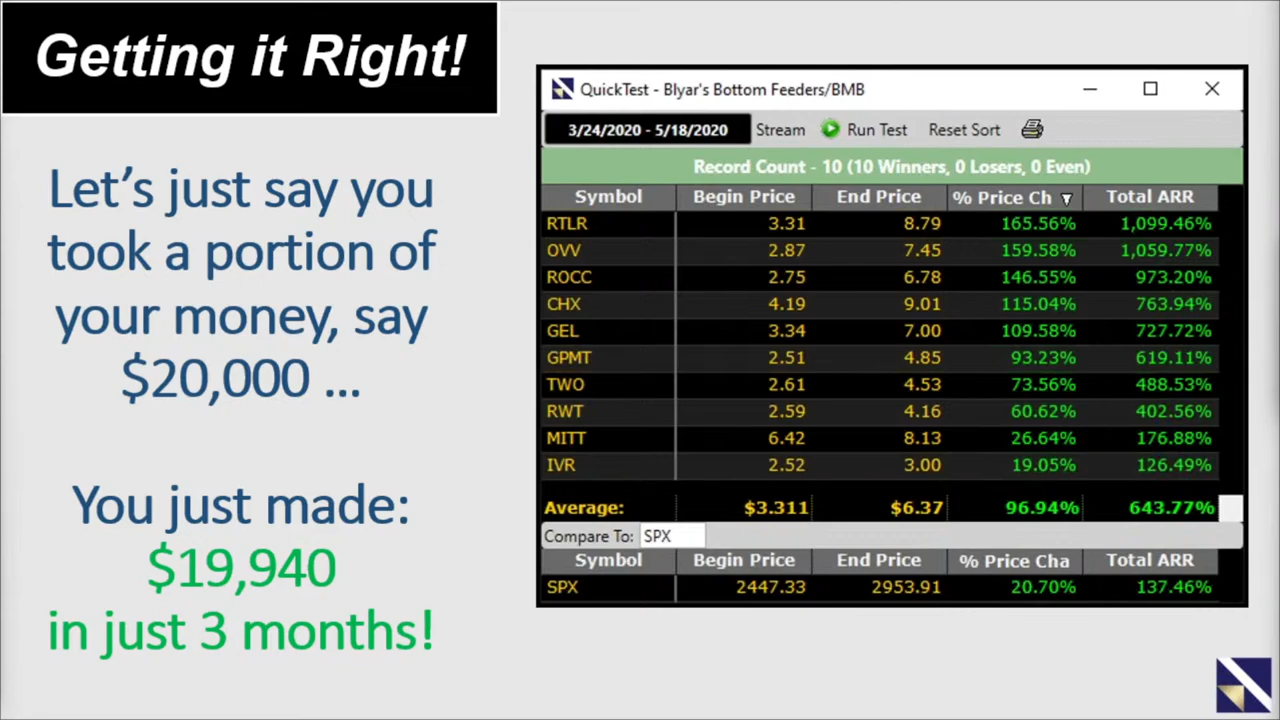 Getting it Right!
Let's just say you
took a portion of
your money, say
$20,000 ...
You just made:
$19,940
in just 3 months!
QuickTest - Blyar's Bottom Feeders/BMB
3/24/2020 - 5/18/2020 Stream Run Test Reset Sort
Record Count - 10 (10 Winners, 0 Losers, 0 Even)
Symbol Begin Price End Price % Price Ch Total ARR
RTLR 3.31 8.79 165.56% 1,099.46%
OVV 2.87 7.45 159.58% 1,059.77%
ROCC 2.75 6.78 146.55% 973.20%
CHX 4.19 9.01 115.04% 763.94%
GEL 3.34 7.00 109.58% 727.72%
GPMT 2.51 4.85 93.23% 619.11%
TWO 2.61 4.53 73.56% 488.53%
RWT 2.59 4.16 60.62% 402.56%
MITT 6.42 8.13 26.64% 176.88%
IVR 2.52 3.00 19.05% 126.49%
Average: $3.311 $6.37 96.94% 643.77%
Compare To: SPX
Symbol Begin Price End Price % Price Cha Total ARR
SPX 2447.33 2953.91 20.70% 137.46%